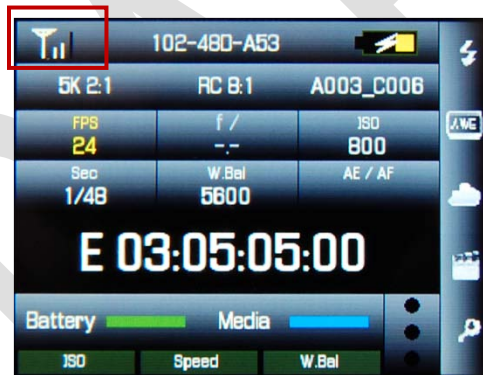 102-48D-A53
5K 2:1 RC 8:1 A003_C006
FPS f / ISO
24 -.- 800
Sec W.Bal AE / AF
1/48 5600
E 03:05:05:00
Battery Media
ISO Speed W.Bal